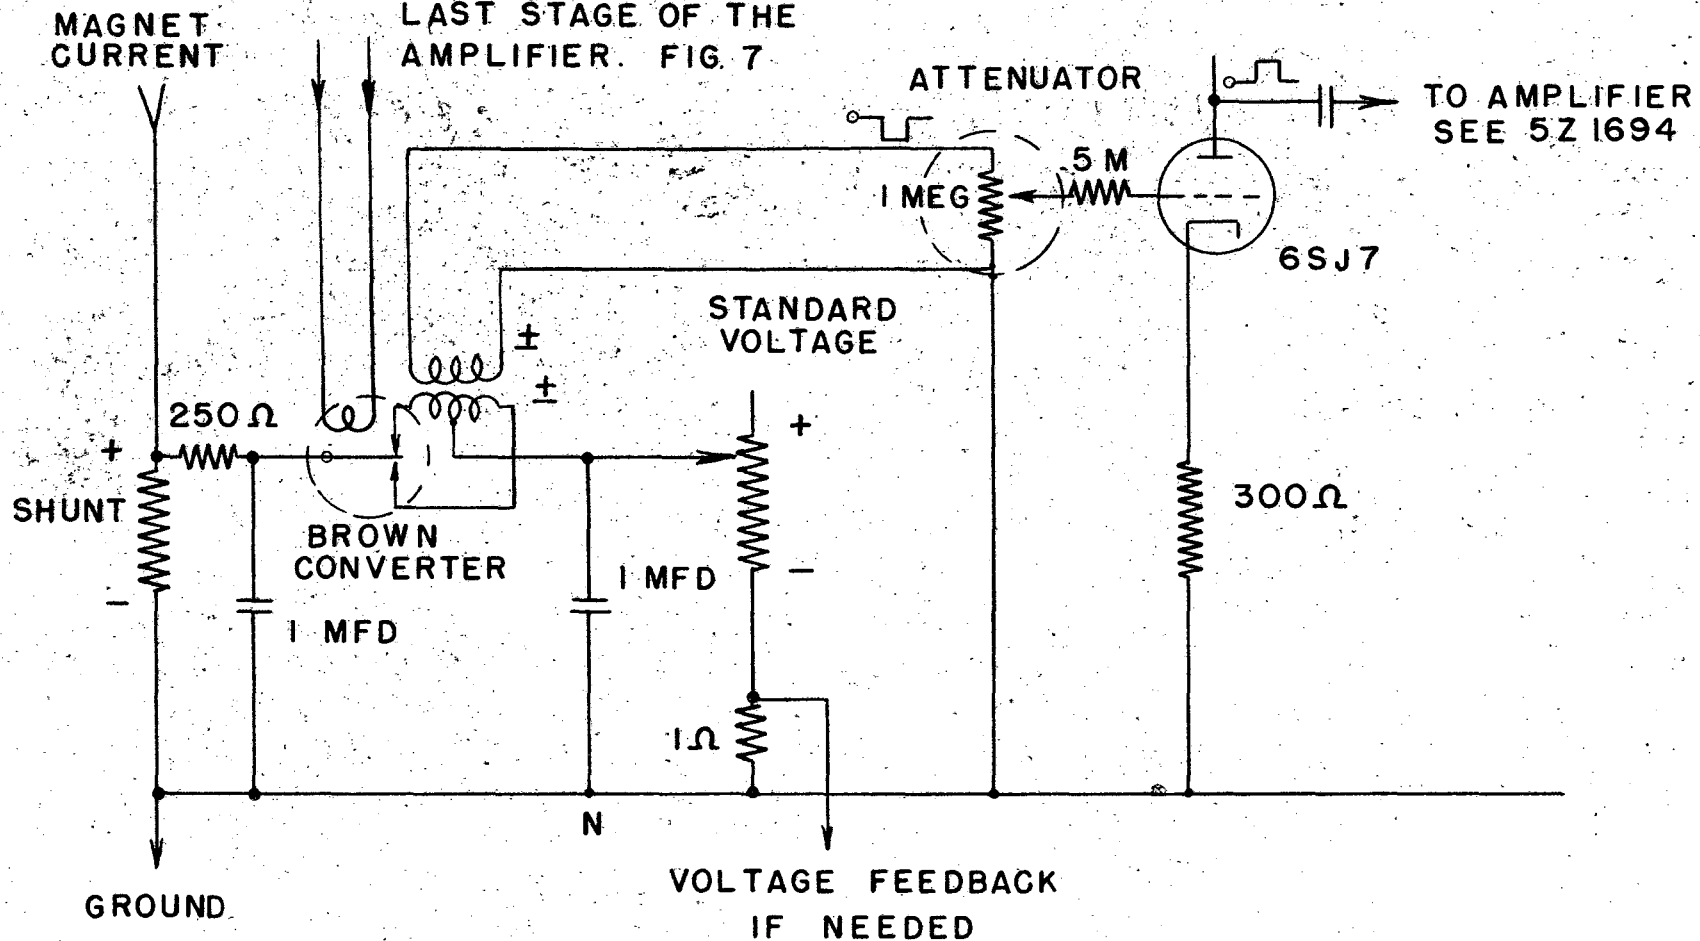 MAGNET
CURRENT
LAST STAGE OF THE
AMPLIFIER. FIG. 7
ATTENUATOR
TO AMPLIFIER
SEE 5Z 1694
1 MEG
.5 M
6SJ7
STANDARD
VOLTAGE
±
±
250 Ω
+
+
SHUNT
300 Ω
BROWN
CONVERTER
1 MFD
−
−
1 MFD
1 Ω
N
GROUND
VOLTAGE FEEDBACK
IF NEEDED